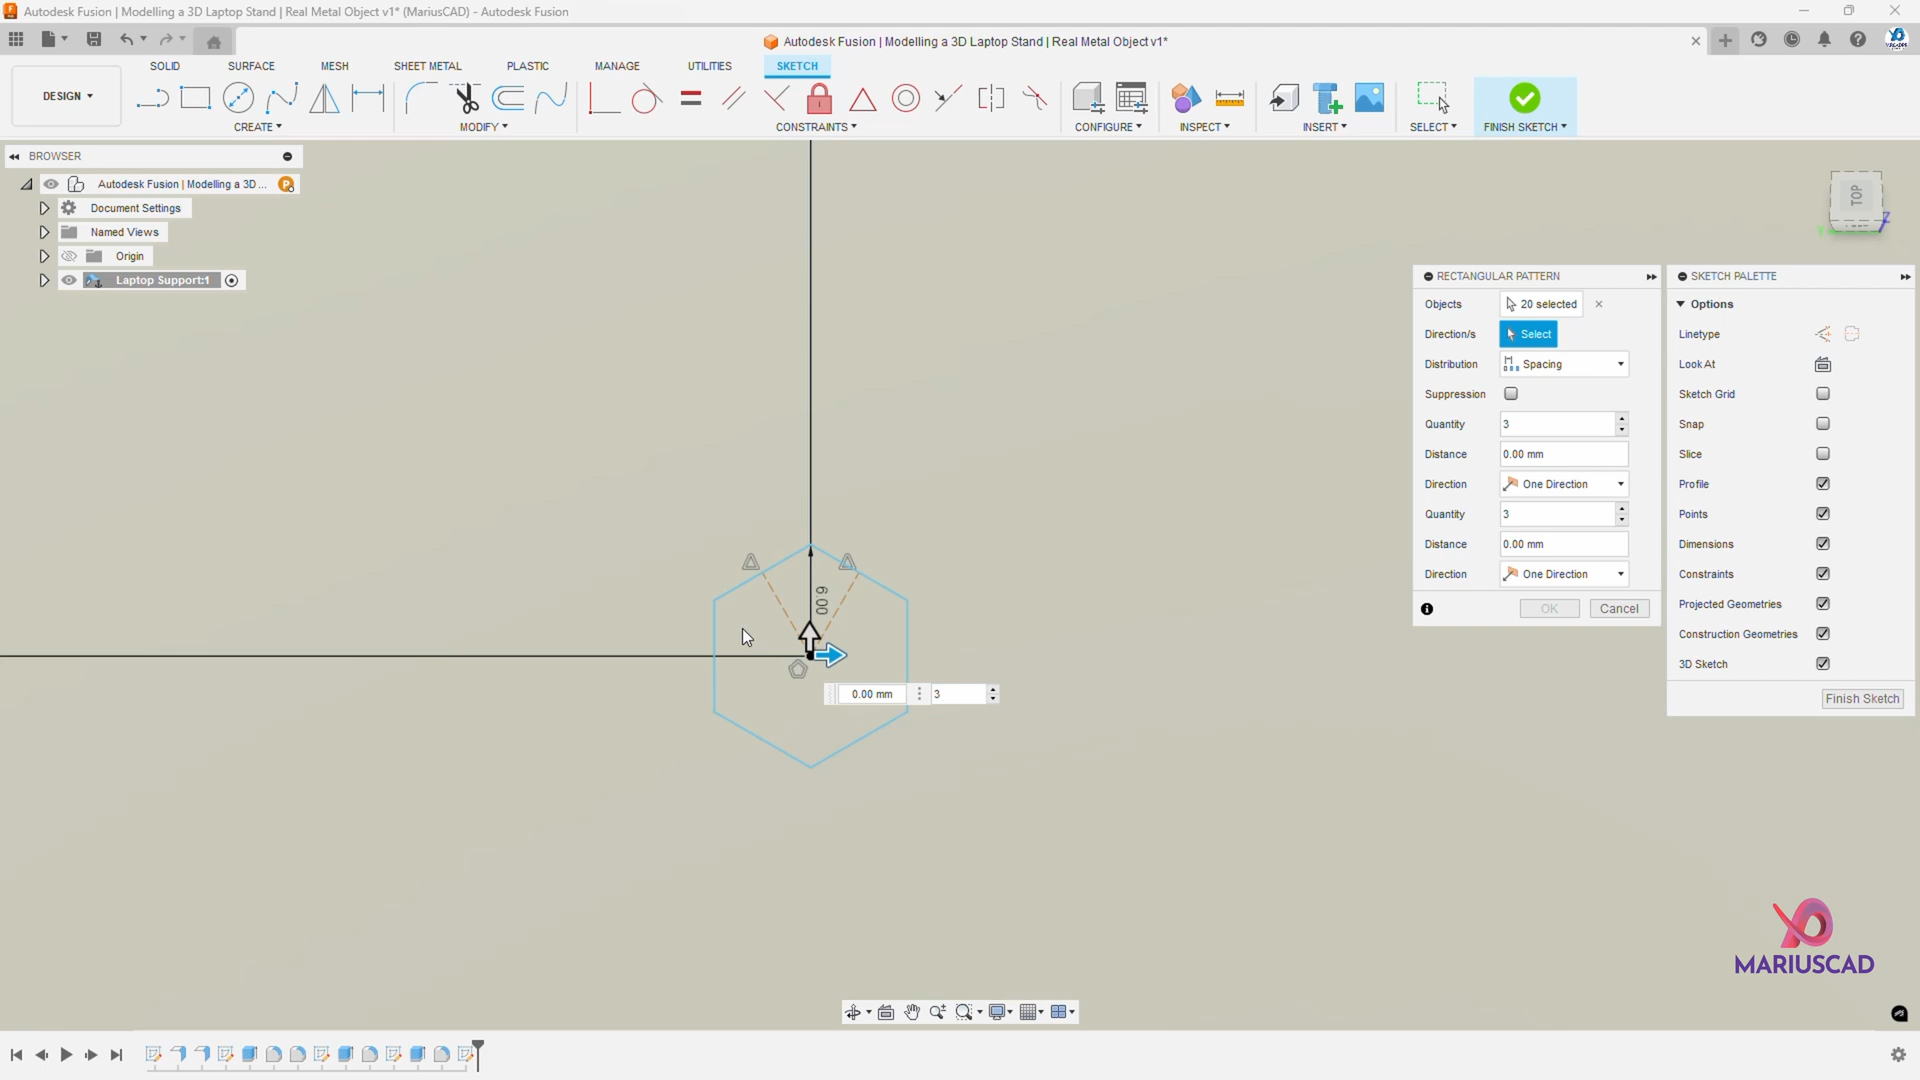 Autodesk Fusion | Modelling a 3D Laptop Stand | Real Metal Object v1* (MariusCAD) - Autodesk Fusion
Autodesk Fusion | Modelling a 3D Laptop Stand | Real Metal Object v1*
SOLID SURFACE MESH SHEET METAL PLASTIC MANAGE UTILITIES SKETCH
DESIGN
CREATE MODIFY CONSTRAINTS CONFIGURE INSPECT INSERT SELECT FINISH SKETCH
BROWSER
Autodesk Fusion | Modelling a 3D ...
Document Settings
Named Views
Origin
Laptop Support:1
TOP
RECTANGULAR PATTERN
Objects 20 selected
Direction/s Select
Distribution Spacing
Suppression
Quantity 3
Distance 0.00 mm
Direction One Direction
Quantity 3
Distance 0.00 mm
Direction One Direction
OK Cancel
SKETCH PALETTE
Options
Linetype
Look At
Sketch Grid
Snap
Slice
Profile
Points
Dimensions
Constraints
Projected Geometries
Construction Geometries
3D Sketch
Finish Sketch
6.00
0.00 mm 3
MARIUSCAD